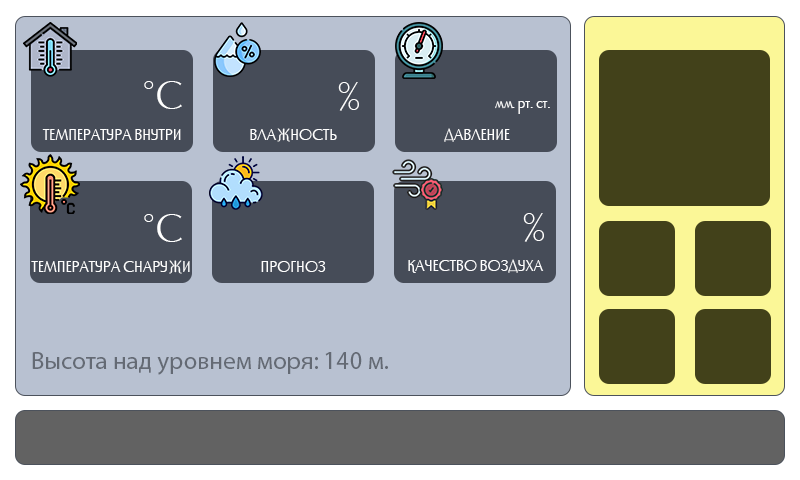 °C
%
мм. рт. ст.
ТЕМПЕРАТУРА ВНУТРИ
ВЛАЖНОСТЬ
ДАВЛЕНИЕ
%
°C
°C
%
ТЕМПЕРАТУРА СНАРУЖИ
ПРОГНОЗ
КАЧЕСТВО ВОЗДУХА
Высота над уровнем моря: 140 м.